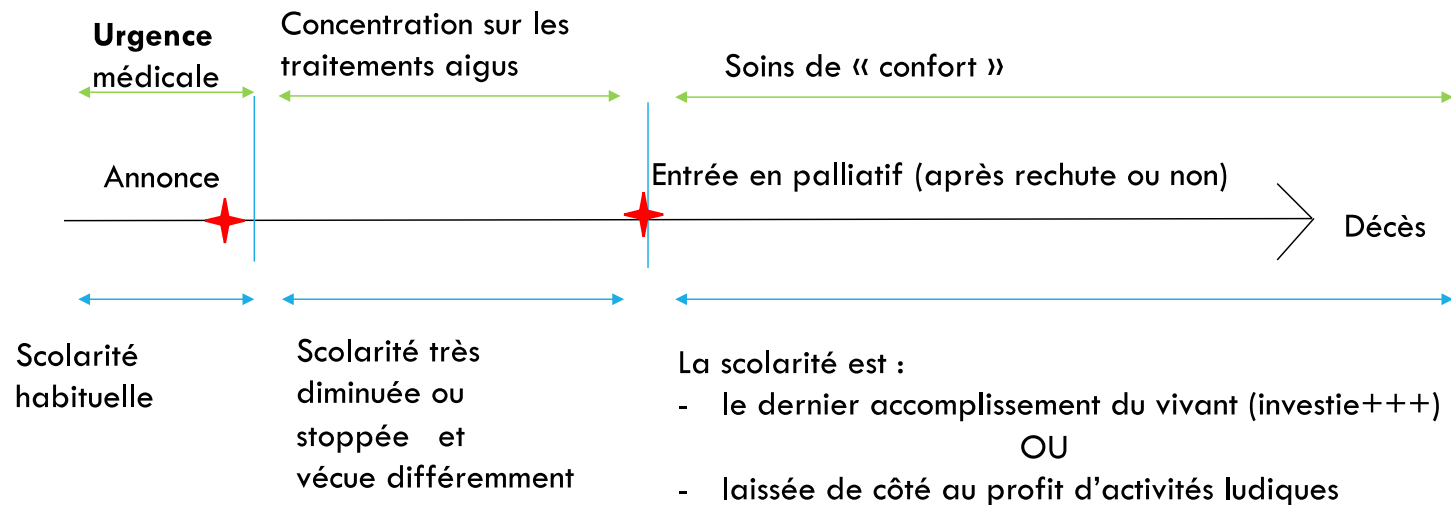 Urgence
médicale
Concentration sur les
traitements aigus
Soins de « confort »
Annonce
Entrée en palliatif (après rechute ou non)
Décès
Scolarité
habituelle
Scolarité très
diminuée ou
stoppée et
vécue différemment
La scolarité est :
- le dernier accomplissement du vivant (investie+++)
OU
- laissée de côté au profit d'activités ludiques